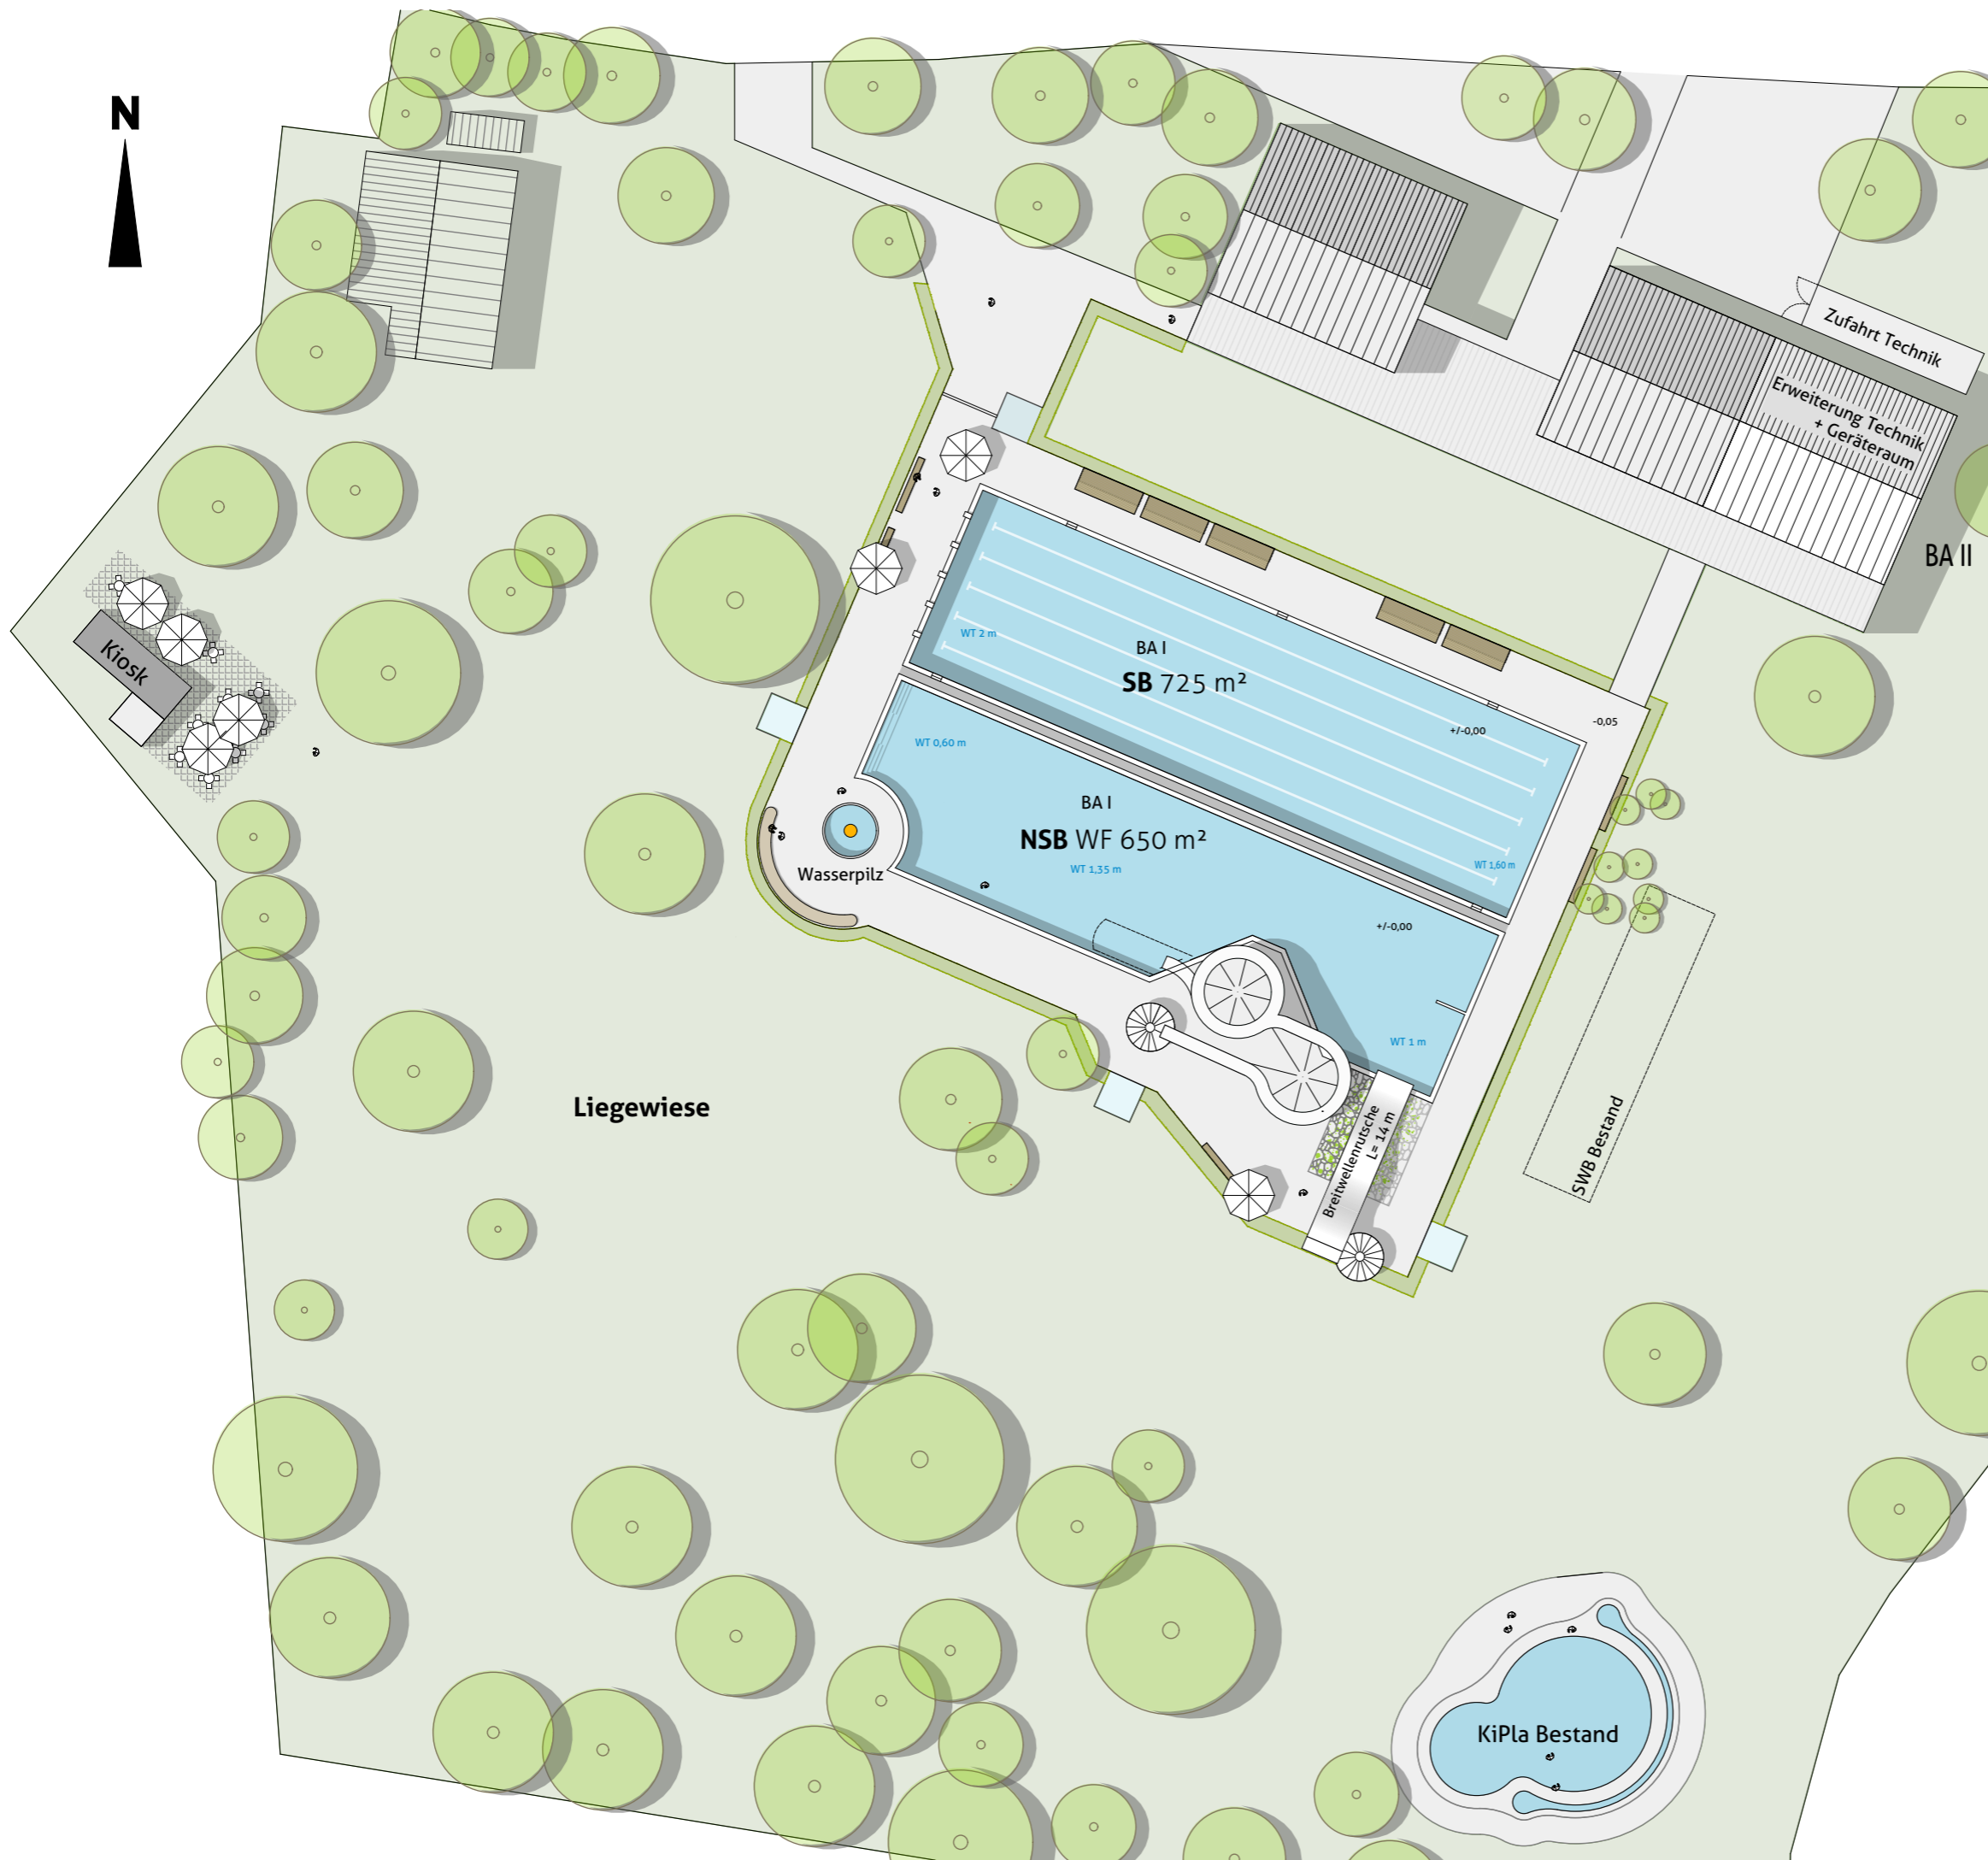 N
Zufahrt Technik
Erweiterung Technik
+ Geräteraum
BA II
Kiosk
WT 2 m
BA I
SB 725 m²
+/-0,00
-0,05
WT 0,60 m
BA I
NSB WF 650 m²
WT 1,35 m
WT 1,60 m
Wasserpilz
+/-0,00
WT 1 m
Liegewiese
Breitwellenrutsche
L= 14 m
SWB Bestand
KiPla Bestand